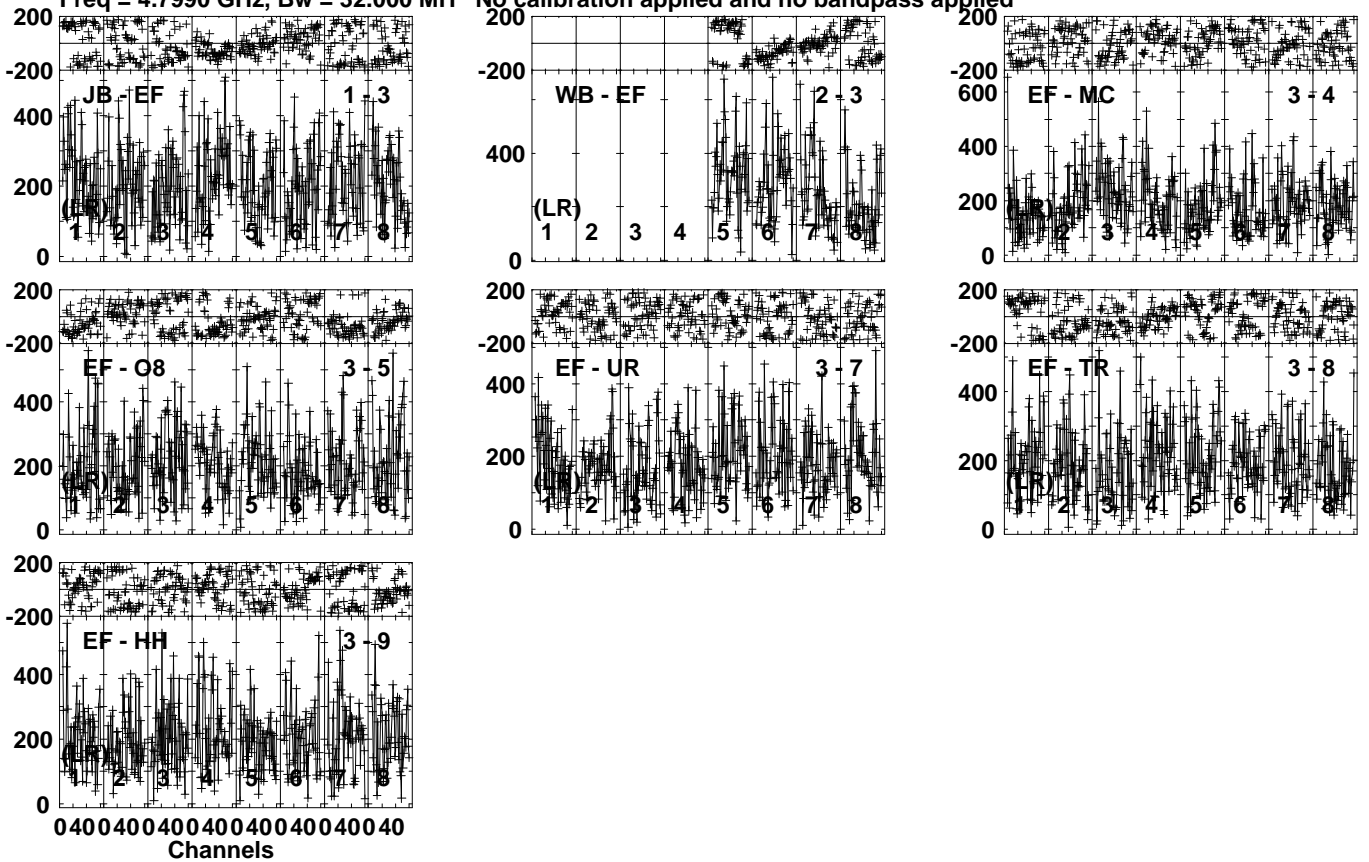 Freq = 4.7990 GHz, Bw = 32.000 MH No calibration applied and no bandpass applied
200
-200
JB - EF 1 - 3
400
200
0
(LR)
1 2 3 4 5 6 7 8
200
-200
WB - EF 2 - 3
400
0
(LR)
1 2 3 4 5 6 7 8
200
-200
600
EF - MC 3 - 4
400
200
0
(LR)
1 2 3 4 5 6 7 8
200
-200
EF - O8 3 - 5
400
200
0
(LR)
1 2 3 4 5 6 7 8
200
-200
EF - UR 3 - 7
400
200
0
(LR)
1 2 3 4 5 6 7 8
200
-200
EF - TR 3 - 8
400
200
0
(LR)
1 2 3 4 5 6 7 8
200
-200
EF - HH 3 - 9
400
200
0
(LR)
1 2 3 4 5 6 7 8
0 40 0 40 0 40 0 40 0 40 0 40 0 40 0 40
Channels